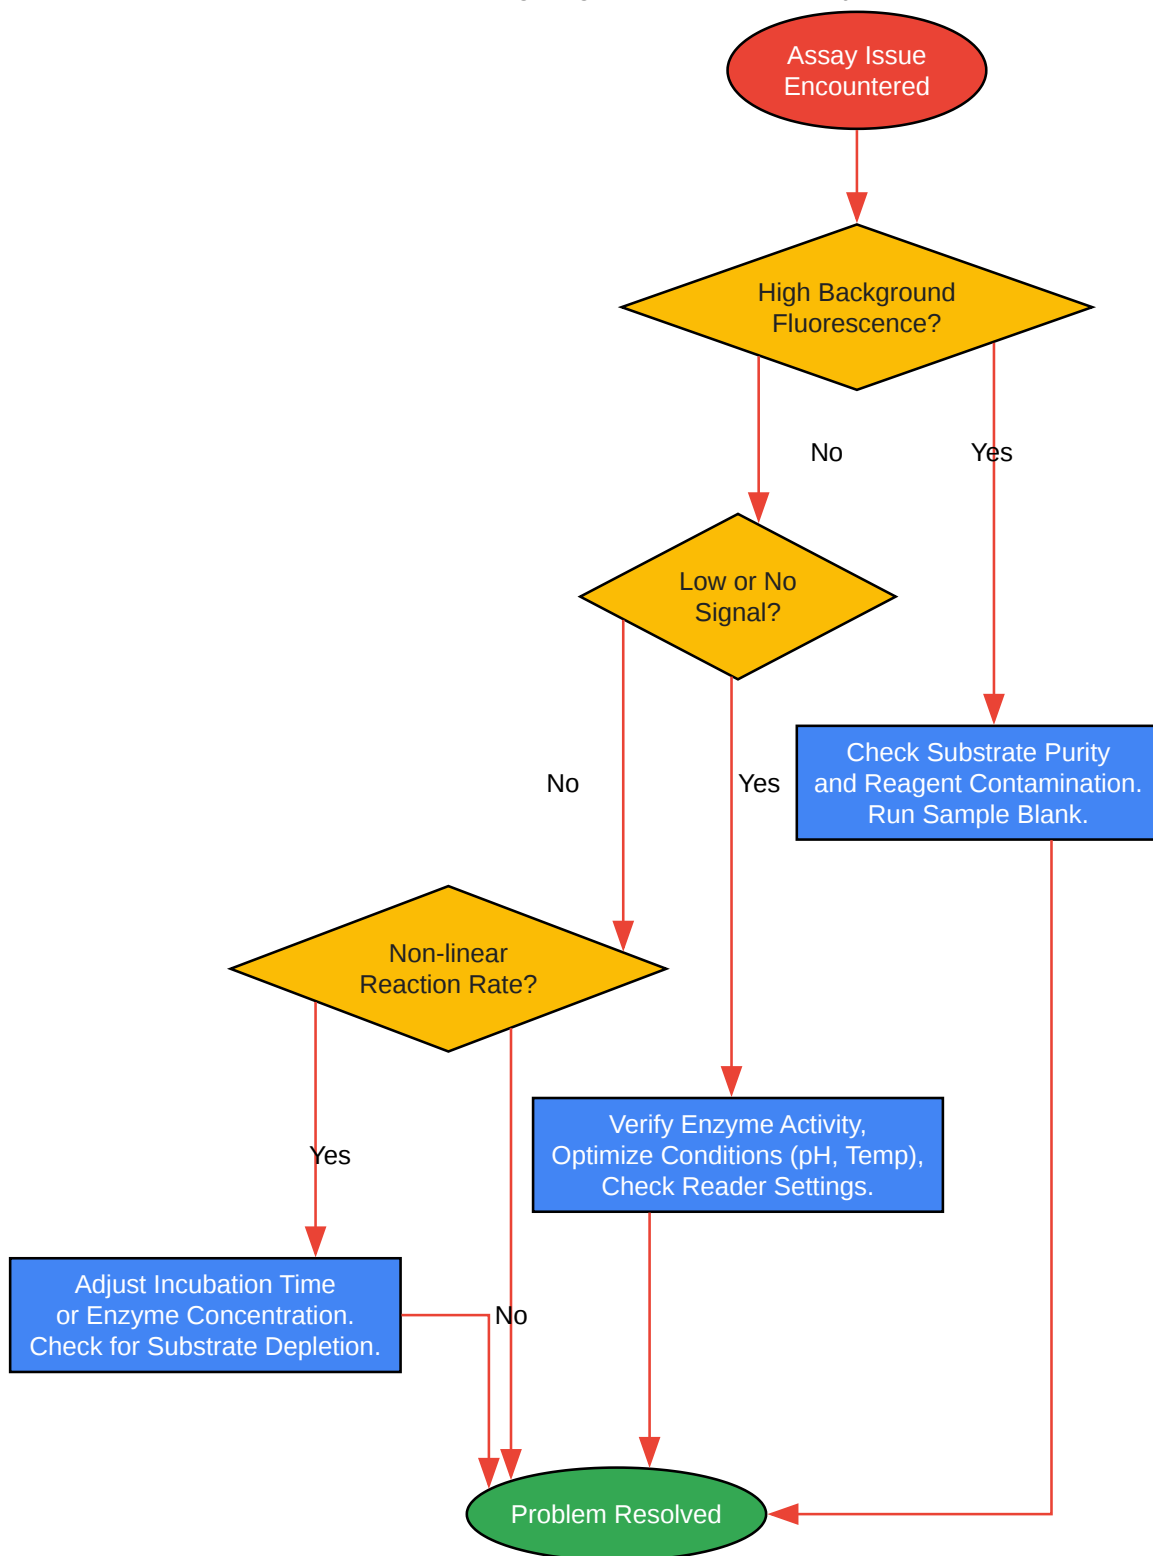 Assay Issue
Encountered
High Background
Fluorescence?
No
Yes
Low or No
Signal?
No
Yes
Check Substrate Purity
and Reagent Contamination.
Run Sample Blank.
Non-linear
Reaction Rate?
Yes
Verify Enzyme Activity,
Optimize Conditions (pH, Temp),
Check Reader Settings.
Adjust Incubation Time
or Enzyme Concentration.
Check for Substrate Depletion.
No
Problem Resolved